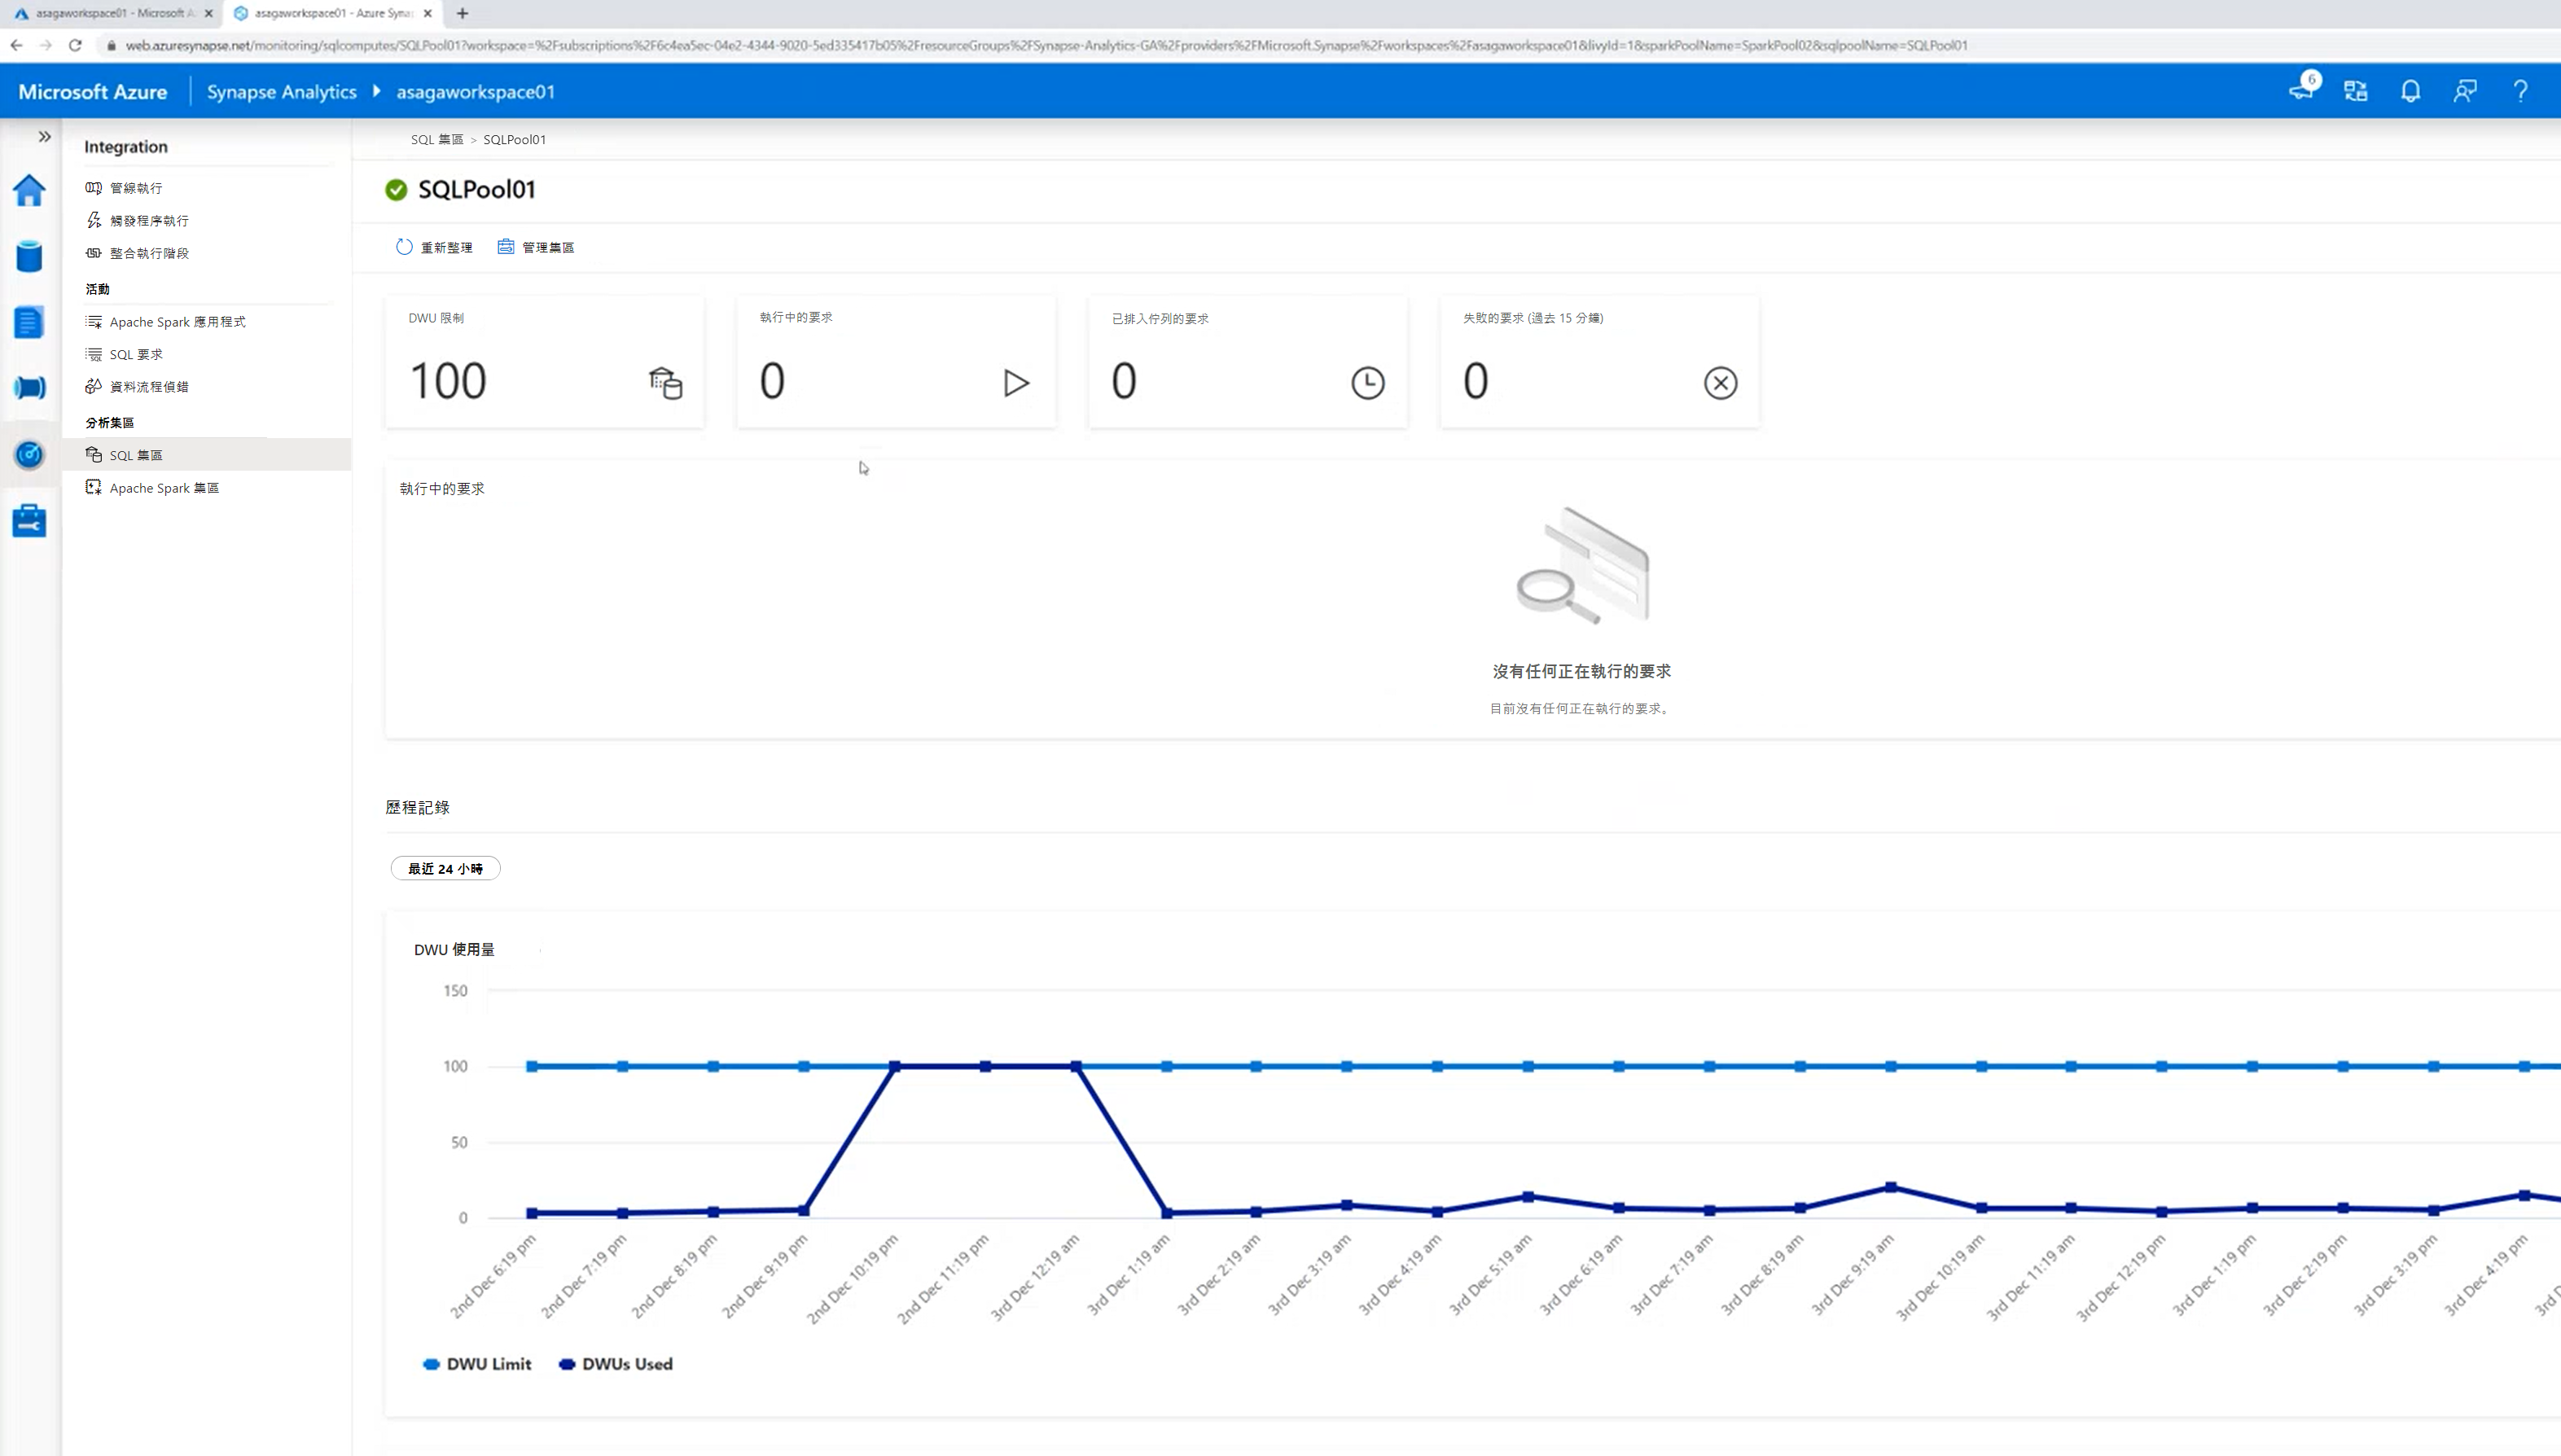 asagaworkspace01 - Microsoft A
asagaworkspace01 - Azure Syna
web.azuresynapse.net/monitoring/sqlcomputes/SQLPool01?workspace=%2Fsubscriptions%2F6c4ea5ec-04e2-4344-9020-5ed335417b05%2FresourceGroups%2FSynapse-Analytics-GA%2Fproviders%2FMicrosoft.Synapse%2Fworkspaces%2Fasagaworkspace01&livyId=1&sparkPoolName=SparkPool02&sqlpoolName=SQLPool01
Microsoft Azure
Synapse Analytics
asagaworkspace01
6
Integration
管線執行
觸發程序執行
整合執行階段
活動
Apache Spark 應用程式
SQL 要求
資料流程偵錯
分析集區
SQL 集區
Apache Spark 集區
SQL 集區 > SQLPool01
SQLPool01
重新整理
管理集區
DWU 限制
100
執行中的要求
0
已排入佇列的要求
0
失敗的要求 (過去 15 分鐘)
0
執行中的要求
沒有任何正在執行的要求
目前沒有任何正在執行的要求。
歷程記錄
最近 24 小時
DWU 使用量
150
100
50
0
2nd Dec 6:19 pm
2nd Dec 7:19 pm
2nd Dec 8:19 pm
2nd Dec 9:19 pm
2nd Dec 10:19 pm
2nd Dec 11:19 pm
3rd Dec 12:19 am
3rd Dec 1:19 am
3rd Dec 2:19 am
3rd Dec 3:19 am
3rd Dec 4:19 am
3rd Dec 5:19 am
3rd Dec 6:19 am
3rd Dec 7:19 am
3rd Dec 8:19 am
3rd Dec 9:19 am
3rd Dec 10:19 am
3rd Dec 11:19 am
3rd Dec 12:19 pm
3rd Dec 1:19 pm
3rd Dec 2:19 pm
3rd Dec 3:19 pm
3rd Dec 4:19 pm
3rd
DWU Limit
DWUs Used